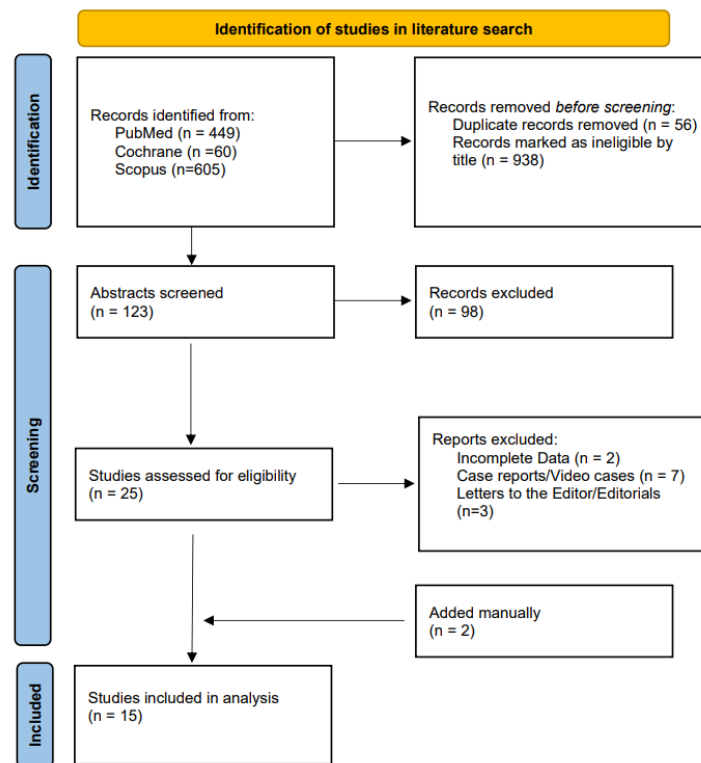 Identification of studies in literature search
Identification
Records identified from:
PubMed (n = 449)
Cochrane (n =60)
Scopus (n=605)
Records removed before screening:
Duplicate records removed (n = 56)
Records marked as ineligible by
title (n = 938)
Screening
Abstracts screened
(n = 123)
Records excluded
(n = 98)
Studies assessed for eligibility
(n = 25)
Reports excluded:
Incomplete Data (n = 2)
Case reports/Video cases (n = 7)
Letters to the Editor/Editorials
(n=3)
Added manually
(n = 2)
Included
Studies included in analysis
(n = 15)